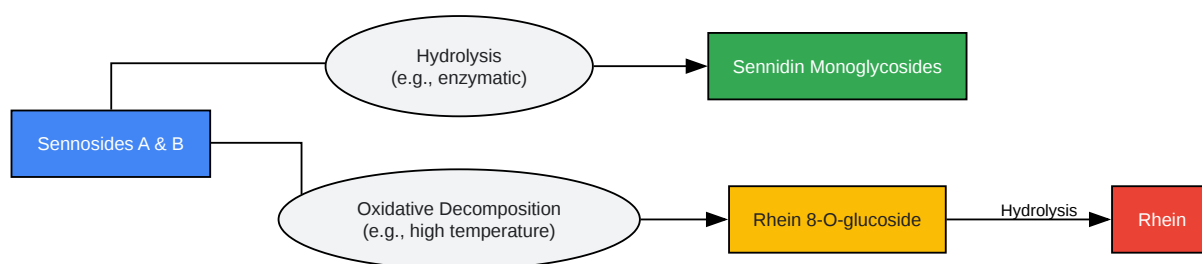 Hydrolysis
(e.g., enzymatic)
Sennidin Monoglycosides
Sennosides A & B
Oxidative Decomposition
(e.g., high temperature)
Rhein 8-O-glucoside
Hydrolysis
Rhein